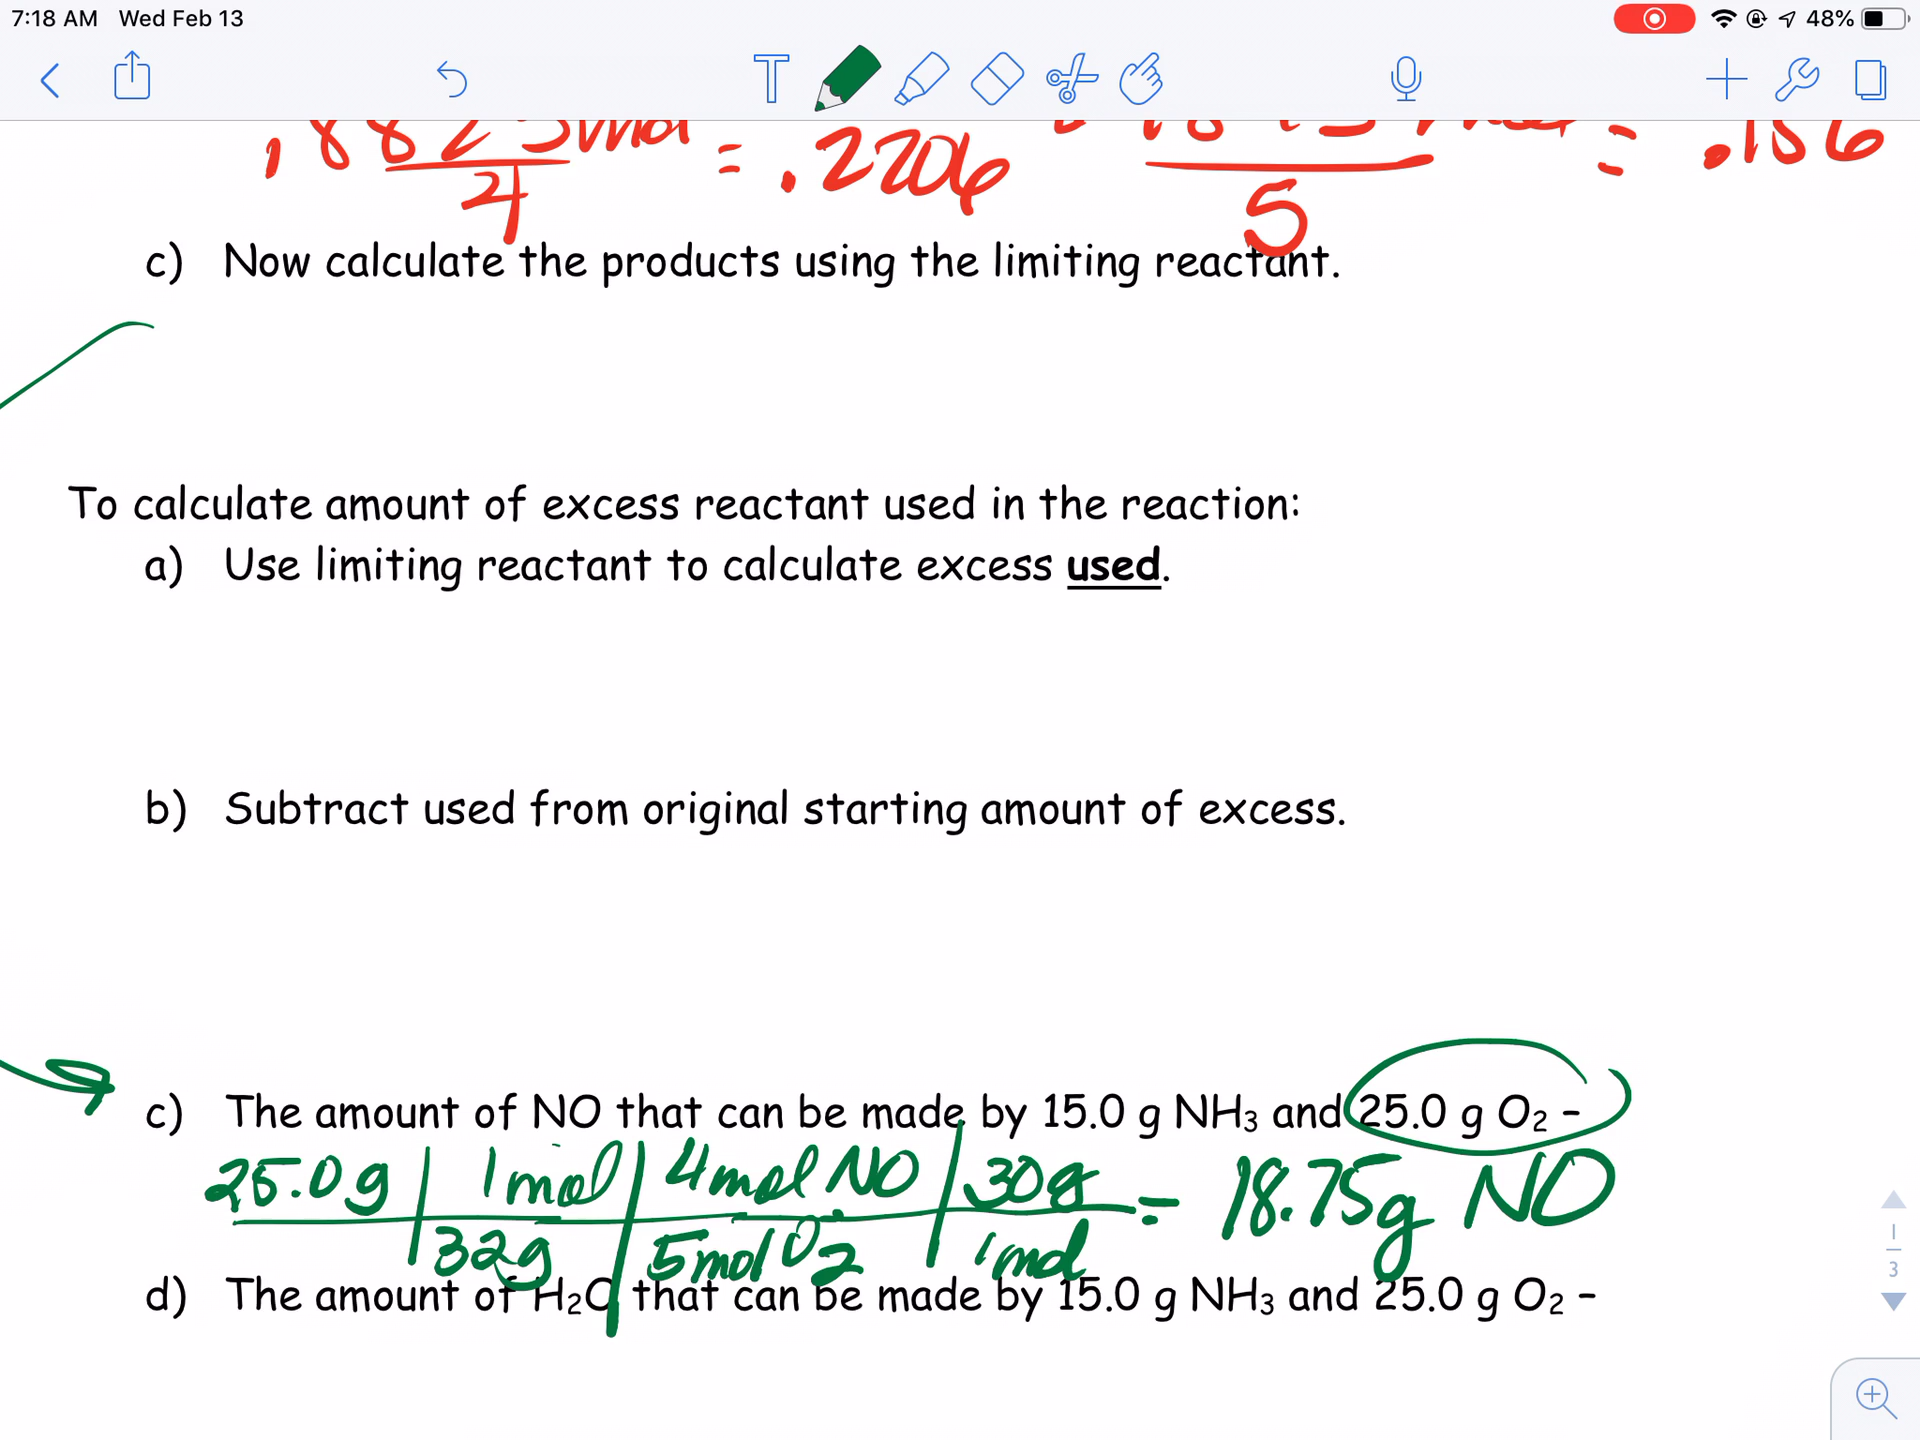 7:18 AM Wed Feb 13 48%
T
.8825mol = .2206 = .156
4 5
c) Now calculate the products using the limiting reactant.
To calculate amount of excess reactant used in the reaction:
a) Use limiting reactant to calculate excess used.
b) Subtract used from original starting amount of excess.
c) The amount of NO that can be made by 15.0 g NH₃ and 25.0 g O₂ -
25.0g | 1mol | 4mol NO | 30g = 18.75g NO
32g 5mol O₂ 1mol
d) The amount of H₂O that can be made by 15.0 g NH₃ and 25.0 g O₂ -
1
3